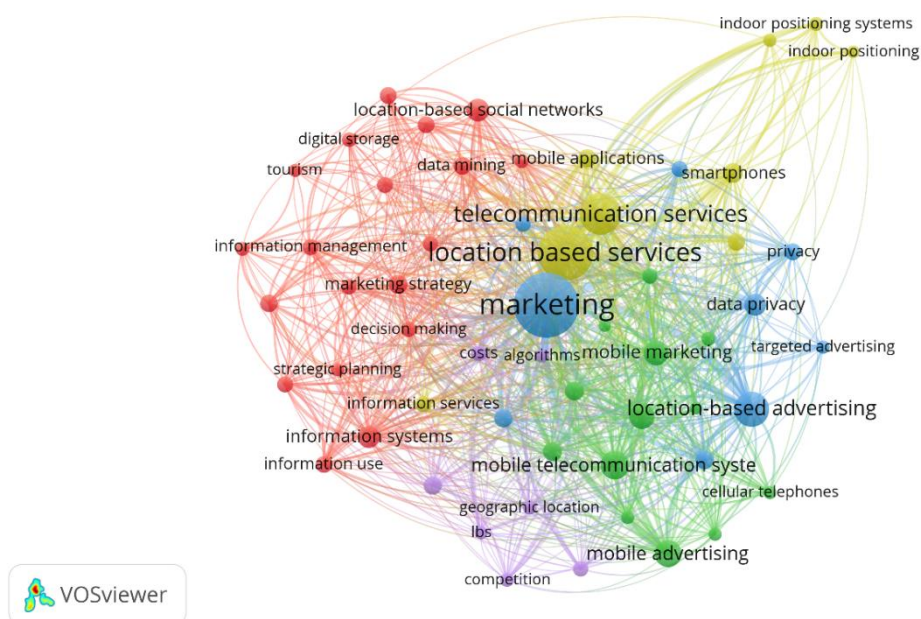 indoor positioning systems
indoor positioning
location-based social networks
digital storage
data mining
mobile applications
tourism
smartphones
telecommunication services
information management
location based services
privacy
marketing strategy
marketing
data privacy
decision making
costs
algorithms
mobile marketing
targeted advertising
strategic planning
information services
location-based advertising
information systems
information use
mobile telecommunication syste
cellular telephones
geographic location
lbs
mobile advertising
competition
VOSviewer